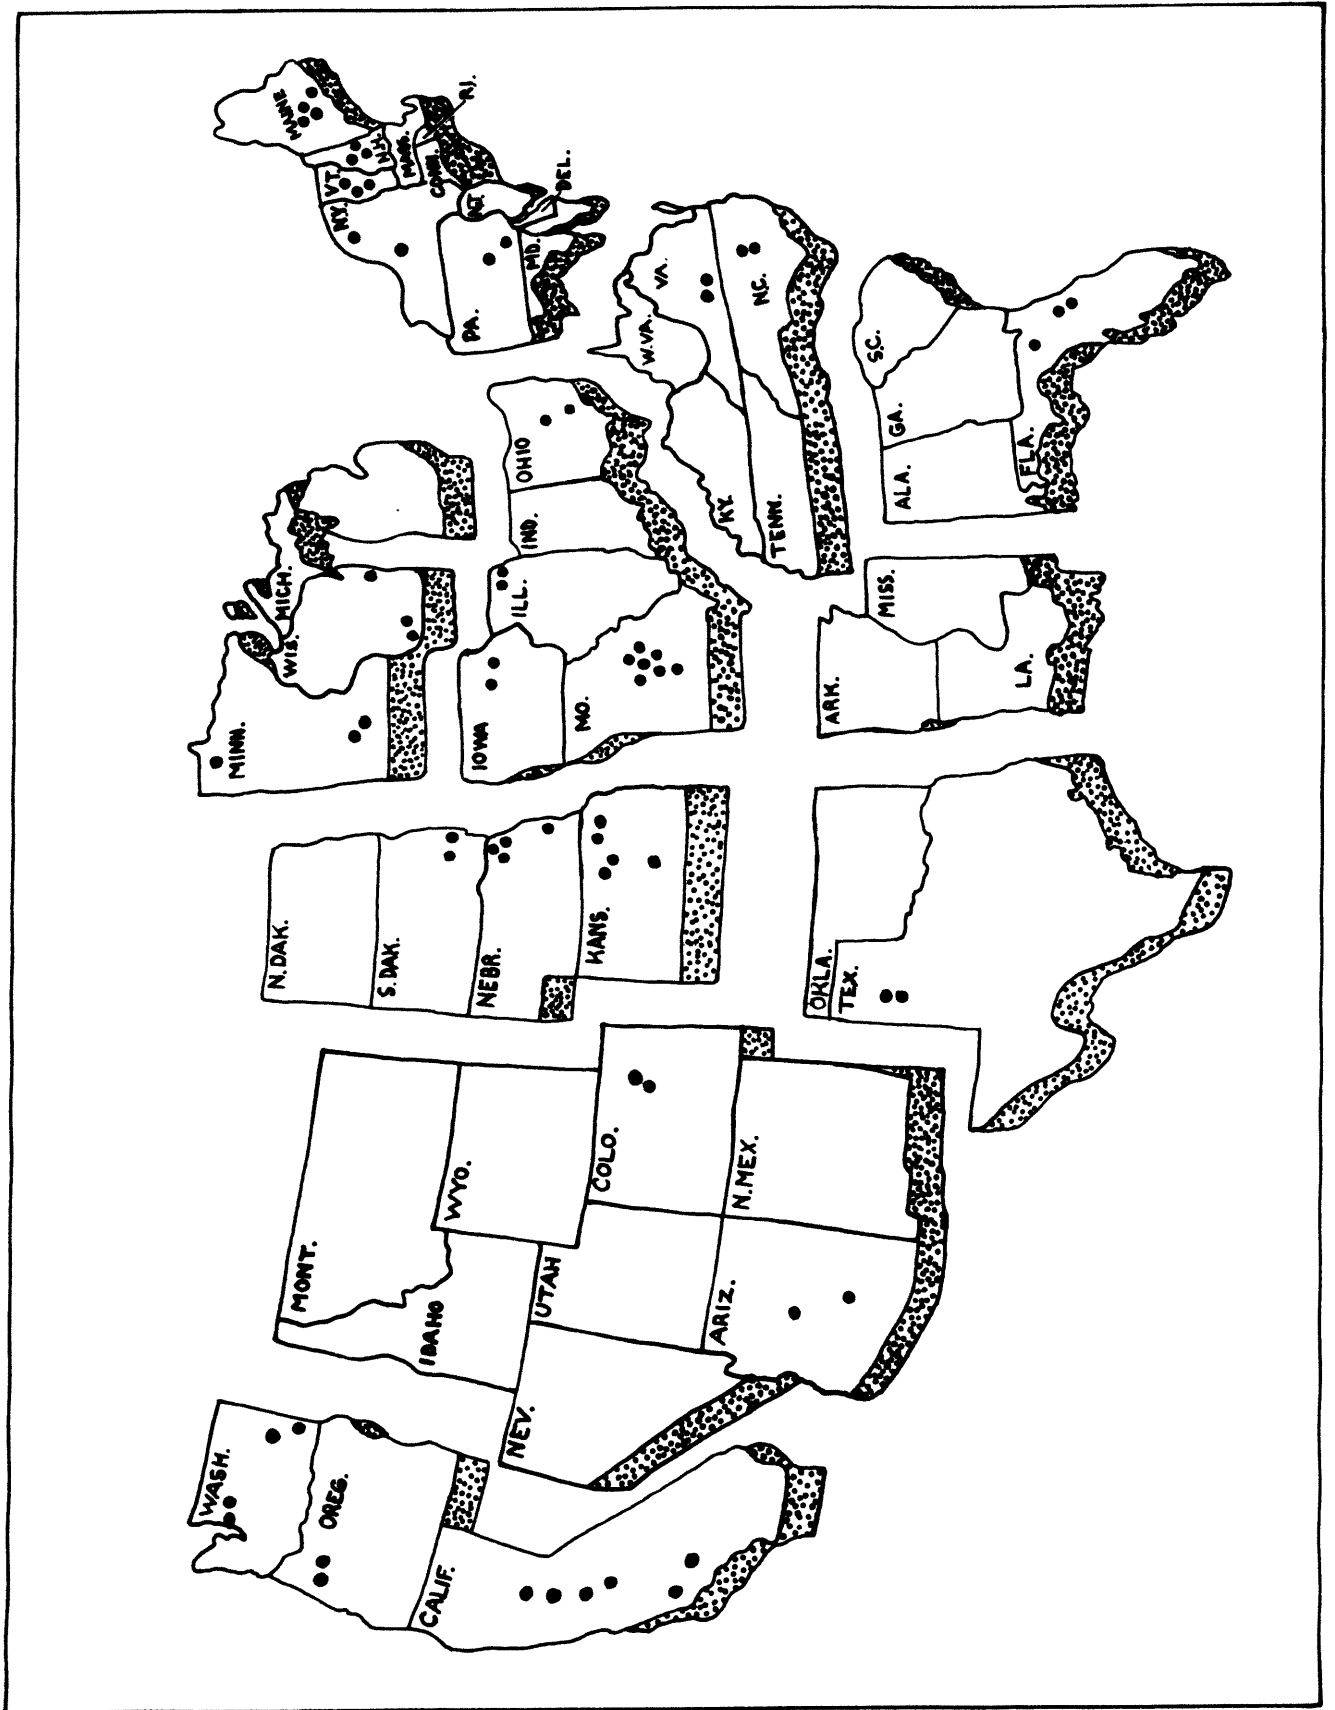 WASH.
OREG.
CALIF.
MONT.
IDAHO
WYO.
NEV.
UTAH
COLO.
ARIZ.
N.MEX.
N.DAK.
S.DAK.
NEBR.
KANS.
OKLA.
TEX.
MINN.
WIS.
MICH.
IOWA
MO.
ILL.
IND.
OHIO
ARK.
LA.
MISS.
KY.
TENN.
W.VA.
VA.
N.C.
ALA.
GA.
S.C.
FLA.
MAINE
N.H.
VT.
MASS.
R.I.
CONN.
N.Y.
PA.
MD.
DEL.